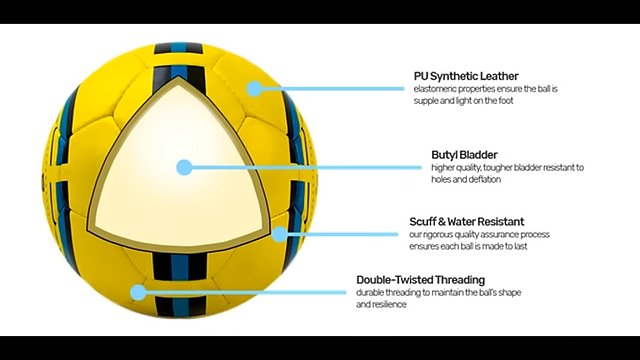 PU Synthetic Leather
elastomeric properties ensure the ball is
supple and light on the foot
Butyl Bladder
higher quality, tougher bladder resistant to
holes and deflation
Scuff & Water Resistant
our rigorous quality assurance process
ensures each ball is made to last
Double-Twisted Threading
durable threading to maintain the ball's shape
and resilience